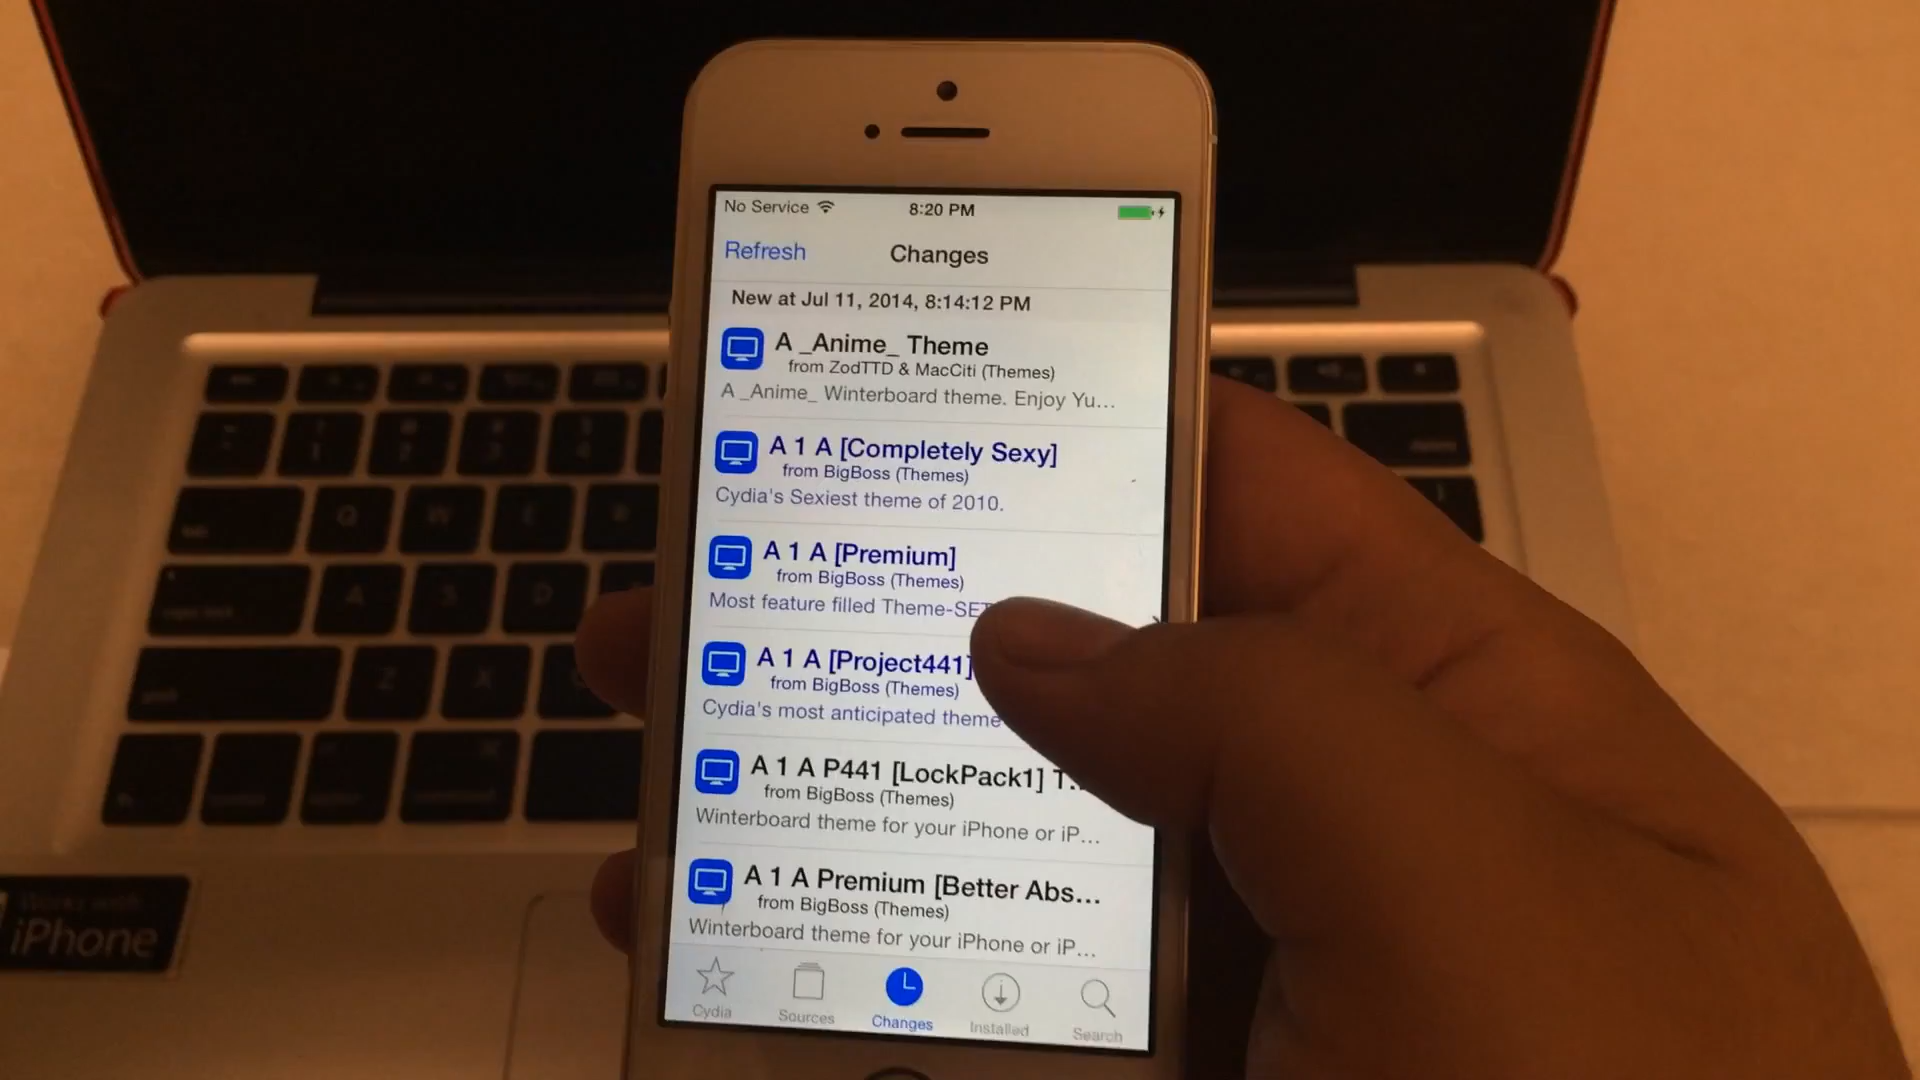 No Service 8:20 PM
Refresh Changes
New at Jul 11, 2014, 8:14:12 PM
A _Anime_ Theme
from ZodTTD & MacCiti (Themes)
A _Anime_ Winterboard theme. Enjoy Yu...
A 1 A [Completely Sexy]
from BigBoss (Themes)
Cydia's Sexiest theme of 2010.
A 1 A [Premium]
from BigBoss (Themes)
Most feature filled Theme-SET
A 1 A [Project441]
from BigBoss (Themes)
Cydia's most anticipated theme
A 1 A P441 [LockPack1] T...
from BigBoss (Themes)
Winterboard theme for your iPhone or iP...
A 1 A Premium [Better Abs...
from BigBoss (Themes)
Winterboard theme for your iPhone or iP...
Cydia Sources Changes Installed Search
Q W E R
A S D
Z X
Works with
iPhone